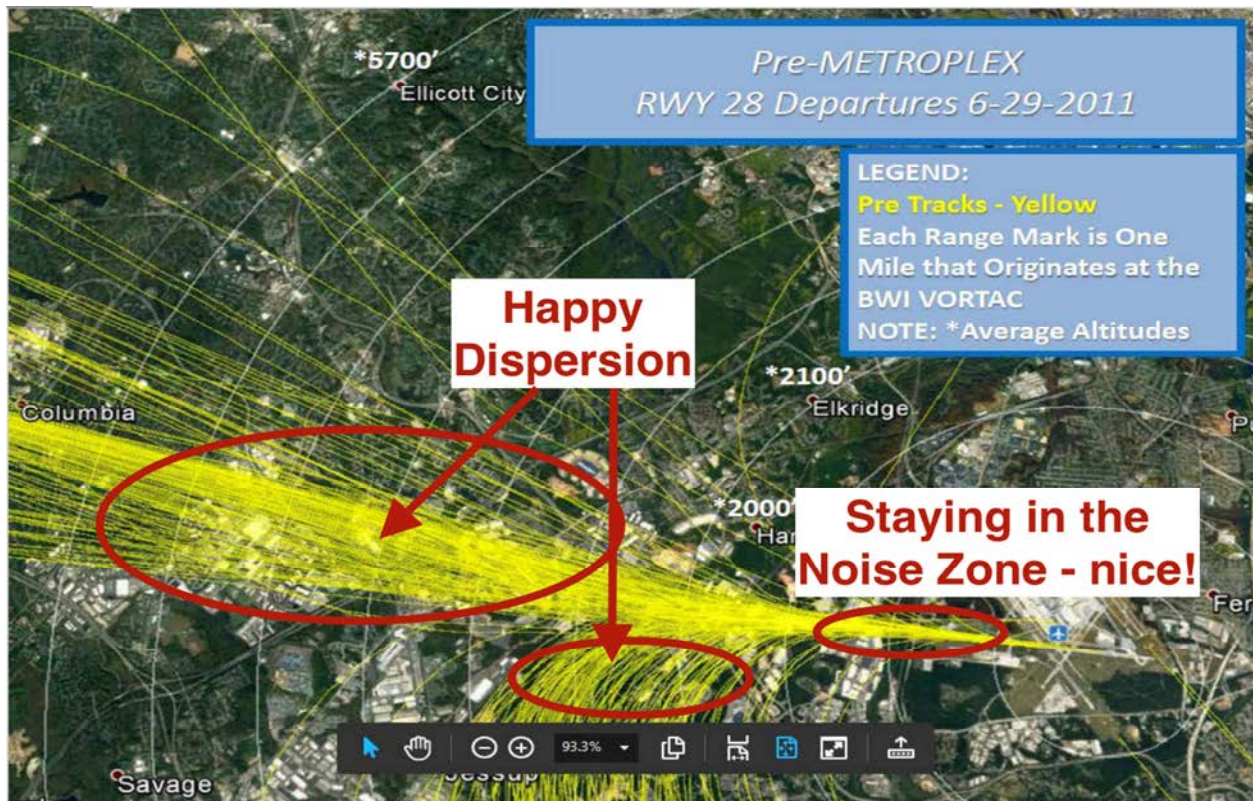 Pre-METROPLEX
RWY 28 Departures 6-29-2011
*5700’
Ellicott City
LEGEND:
Pre Tracks - Yellow
Each Range Mark is One
Mile that Originates at the
BWI VORTAC
NOTE: *Average Altitudes
Happy
Dispersion
*2100’
Elkridge
Columbia
*2000’
Staying in the
Noise Zone - nice!
93.3%
Jessup
Savage